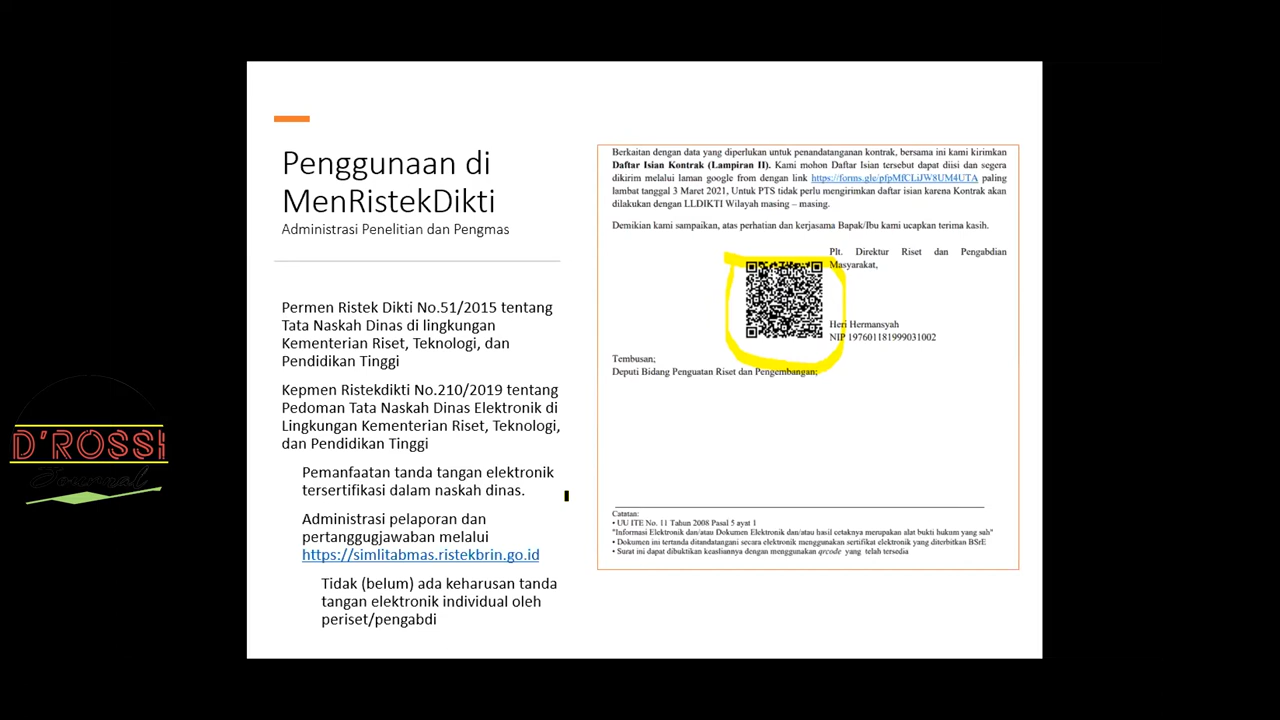 Penggunaan di
MenRistekDikti
Administrasi Penelitian dan Pengmas
Permen Ristek Dikti No.51/2015 tentang
Tata Naskah Dinas di lingkungan
Kementerian Riset, Teknologi, dan
Pendidikan Tinggi
Kepmen Ristekdikti No.210/2019 tentang
Pedoman Tata Naskah Dinas Elektronik di
Lingkungan Kementerian Riset, Teknologi,
dan Pendidikan Tinggi
Pemanfaatan tanda tangan elektronik
tersertifikasi dalam naskah dinas.
Administrasi pelaporan dan
pertanggugjawaban melalui
https://simlitabmas.ristekbrin.go.id
Tidak (belum) ada keharusan tanda
tangan elektronik individual oleh
periset/pengabdi
Berkaitan dengan data yang diperlukan untuk penandatanganan kontrak, bersama ini kami kirimkan
Daftar Isian Kontrak (Lampiran II). Kami mohon Daftar Isian tersebut dapat diisi dan segera
dikirim melalui laman google from dengan link https://forms.gle/pfpMfCLiJW8UM4UTA paling
lambat tanggal 3 Maret 2021, Untuk PTS tidak perlu mengirimkan daftar isian karena Kontrak akan
dilakukan dengan LLDIKTI Wilayah masing – masing.
Demikian kami sampaikan, atas perhatian dan kerjasama Bapak/Ibu kami ucapkan terima kasih.
Plt. Direktur Riset dan Pengabdian
Masyarakat,
Heri Hermansyah
NIP 197601181999031002
Tembusan;
Deputi Bidang Penguatan Riset dan Pengembangan;
Catatan:
• UU ITE No. 11 Tahun 2008 Pasal 5 ayat 1
"Informasi Elektronik dan/atau Dokumen Elektronik dan/atau hasil cetaknya merupakan alat bukti hukum yang sah"
• Dokumen ini tertanda ditandatangani secara elektronik menggunakan sertifikat elektronik yang diterbitkan BSrE
• Surat ini dapat dibuktikan keasliannya dengan menggunakan qrcode yang telah tersedia
D'ROSSI
Journal